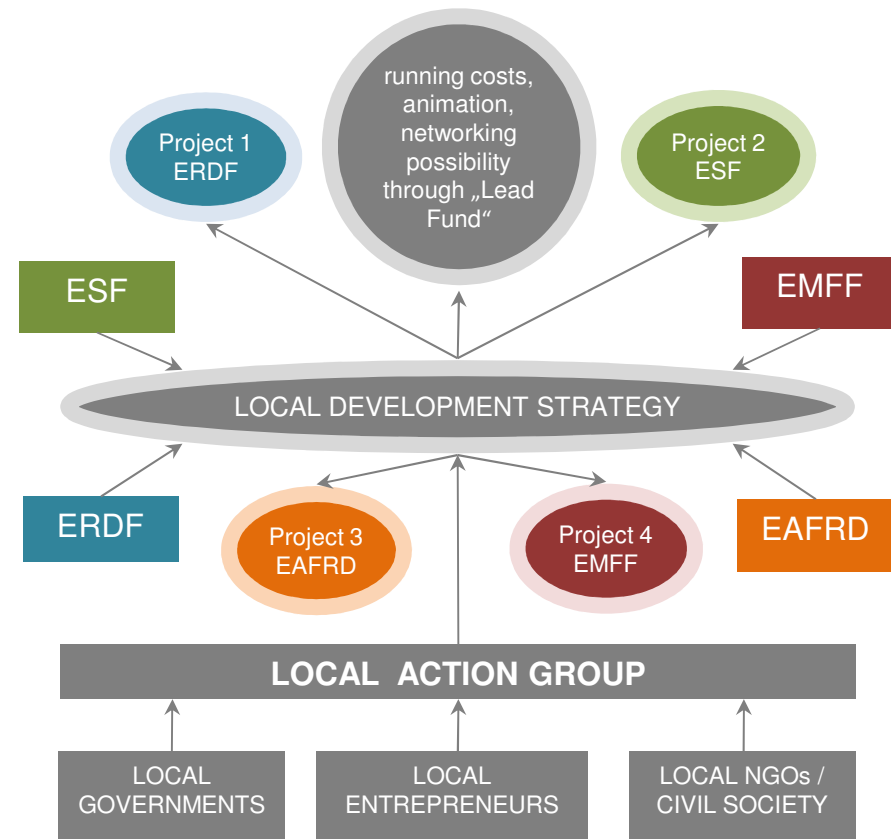 running costs,
animation,
networking
possibility
through „Lead
Fund“
Project 1
ERDF
Project 2
ESF
ESF
EMFF
LOCAL DEVELOPMENT STRATEGY
ERDF
Project 3
EAFRD
Project 4
EMFF
EAFRD
LOCAL ACTION GROUP
LOCAL
GOVERNMENTS
LOCAL
ENTREPRENEURS
LOCAL NGOs /
CIVIL SOCIETY